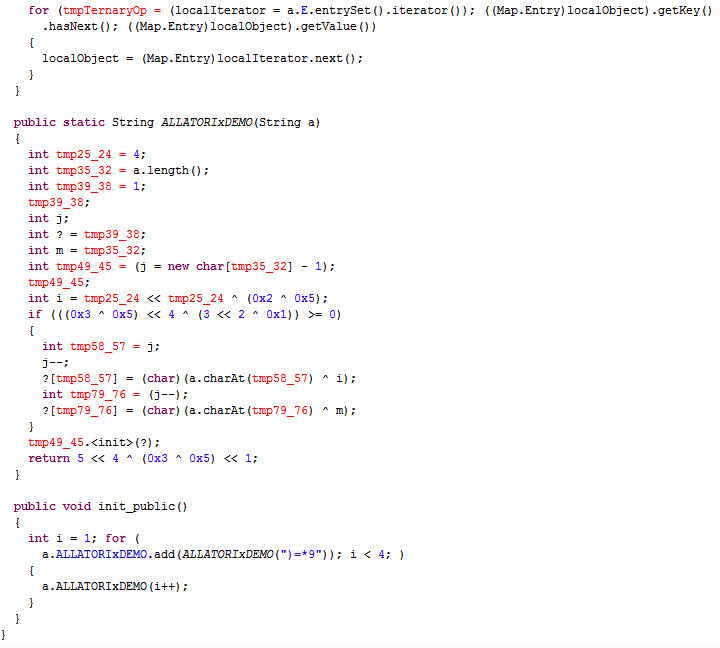 for (tmpTernaryOp = (localIterator = a.E.entrySet().iterator()); ((Map.Entry)localObject).getKey()
.hasNext(); ((Map.Entry)localObject).getValue())
{
localObject = (Map.Entry)localIterator.next();
}
}
public static String ALLATORIxDEMO(String a)
{
int tmp25_24 = 4;
int tmp35_32 = a.length();
int tmp39_38 = 1;
tmp39_38;
int j;
int ? = tmp39_38;
int m = tmp35_32;
int tmp49_45 = (j = new char[tmp35_32] - 1);
tmp49_45;
int i = tmp25_24 << tmp25_24 ^ (0x2 ^ 0x5);
if (((0x3 ^ 0x5) << 4 ^ (3 << 2 ^ 0x1)) >= 0)
{
int tmp58_57 = j;
j--;
?[tmp58_57] = (char)(a.charAt(tmp58_57) ^ i);
int tmp79_76 = (j--);
?[tmp79_76] = (char)(a.charAt(tmp79_76) ^ m);
}
tmp49_45.<init>(?);
return 5 << 4 ^ (0x3 ^ 0x5) << 1;
}
public void init_public()
{
int i = 1; for (
a.ALLATORIxDEMO.add(ALLATORIxDEMO(")=*9")); i < 4; )
{
a.ALLATORIxDEMO(i++);
}
}
}